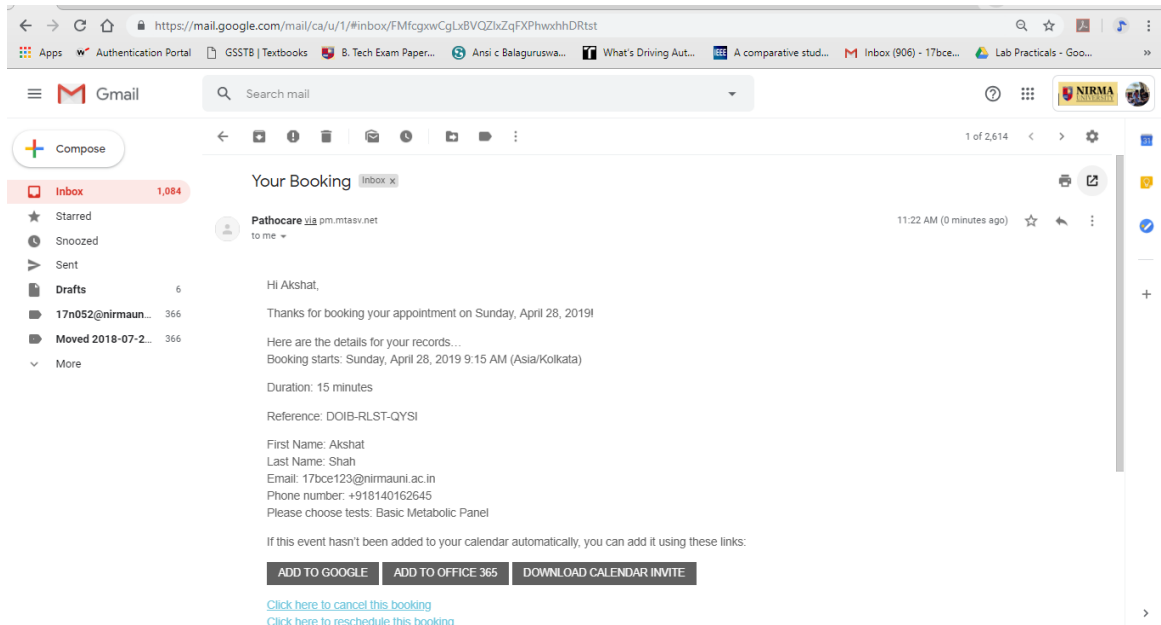 https://mail.google.com/mail/ca/u/1/#inbox/FMfcgxwCgLxBVQZlxZqFXPhwxhhDRtst
Apps Authentication Portal GSSTB | Textbooks B. Tech Exam Paper... Ansi c Balaguruswa... What's Driving Aut... IEEE A comparative stud... Inbox (906) - 17bce... Lab Practicals - Goo... »
Gmail Search mail NIRMA UNIVERSITY
Compose 1 of 2,614
Your Booking Inbox x
Inbox 1,084
Starred
Snoozed
Sent
Drafts 6
17n052@nirmaun... 366
Moved 2018-07-2... 366
More
Pathocare via pm.mtasv.net 11:22 AM (0 minutes ago)
to me
Hi Akshat,
Thanks for booking your appointment on Sunday, April 28, 2019!
Here are the details for your records...
Booking starts: Sunday, April 28, 2019 9:15 AM (Asia/Kolkata)
Duration: 15 minutes
Reference: DOIB-RLST-QYSI
First Name: Akshat
Last Name: Shah
Email: 17bce123@nirmauni.ac.in
Phone number: +918140162645
Please choose tests: Basic Metabolic Panel
If this event hasn't been added to your calendar automatically, you can add it using these links:
ADD TO GOOGLE ADD TO OFFICE 365 DOWNLOAD CALENDAR INVITE
Click here to cancel this booking
Click here to reschedule this booking
31